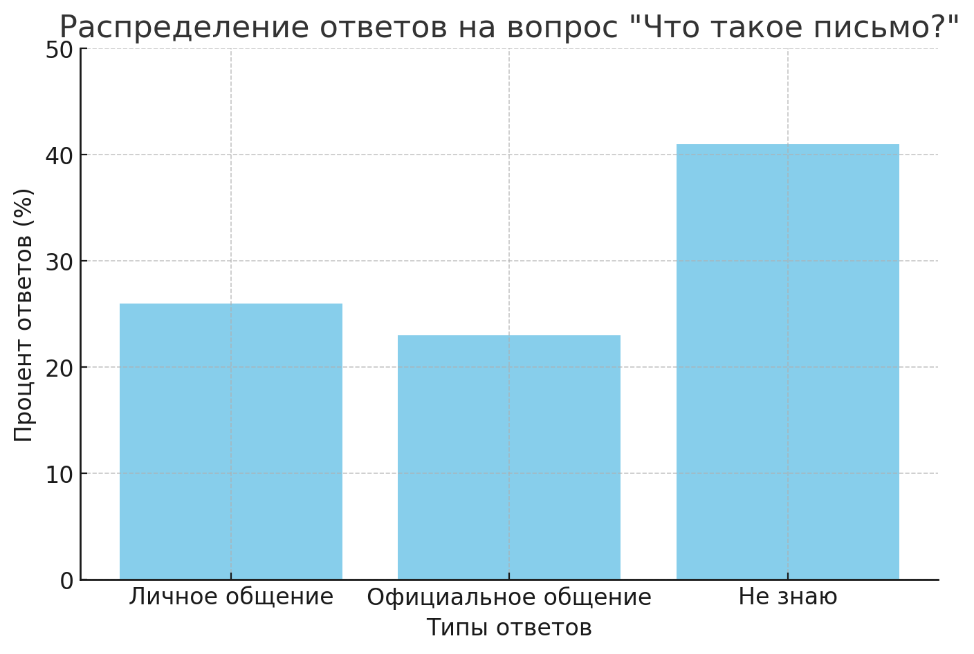 Распределение ответов на вопрос "Что такое письмо?"
Процент ответов (%)
50
40
30
20
10
0
Личное общение
Официальное общение
Не знаю
Типы ответов